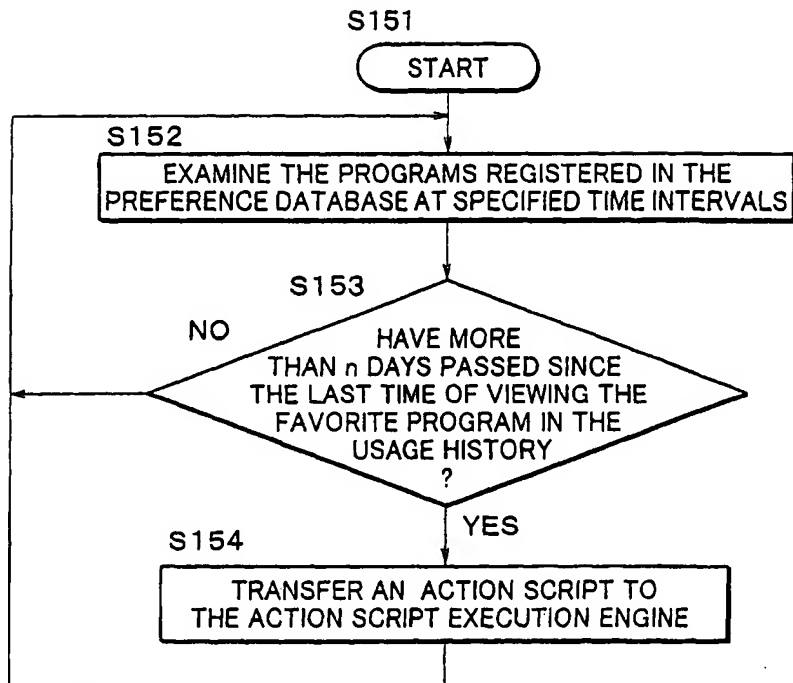 S151
START
S152
EXAMINE THE PROGRAMS REGISTERED IN THE
PREFERENCE DATABASE AT SPECIFIED TIME INTERVALS
S153
NO
HAVE MORE
THAN n DAYS PASSED SINCE
THE LAST TIME OF VIEWING THE
FAVORITE PROGRAM IN THE
USAGE HISTORY
?
YES
S154
TRANSFER AN ACTION SCRIPT TO
THE ACTION SCRIPT EXECUTION ENGINE